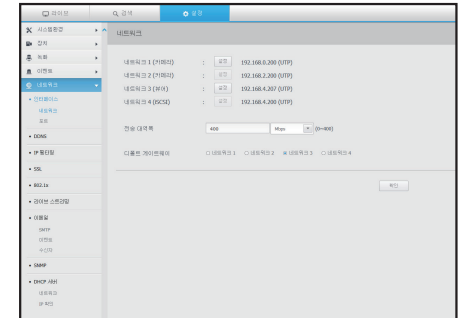 라이브
검색
설정
시스템환경
장치
녹화
이벤트
네트워크
인터페이스
네트워크
포트
DDNS
IP 필터링
SSL
802.1x
라이브 스트리밍
이메일
SMTP
이벤트
수신자
SNMP
DHCP 서버
네트워크
IP 확인
네트워크
네트워크 1 (카메라) : 설정 192.168.0.200 (UTP)
네트워크 2 (카메라) : 설정 192.168.2.200 (UTP)
네트워크 3 (뷰어) : 설정 192.168.4.207 (UTP)
네트워크 4 (iSCSI) : 설정 192.168.4.200 (UTP)
전송 대역폭 400 Mbps (0~400)
디폴트 게이트웨이 네트워크 1 네트워크 2 네트워크 3 네트워크 4
확인